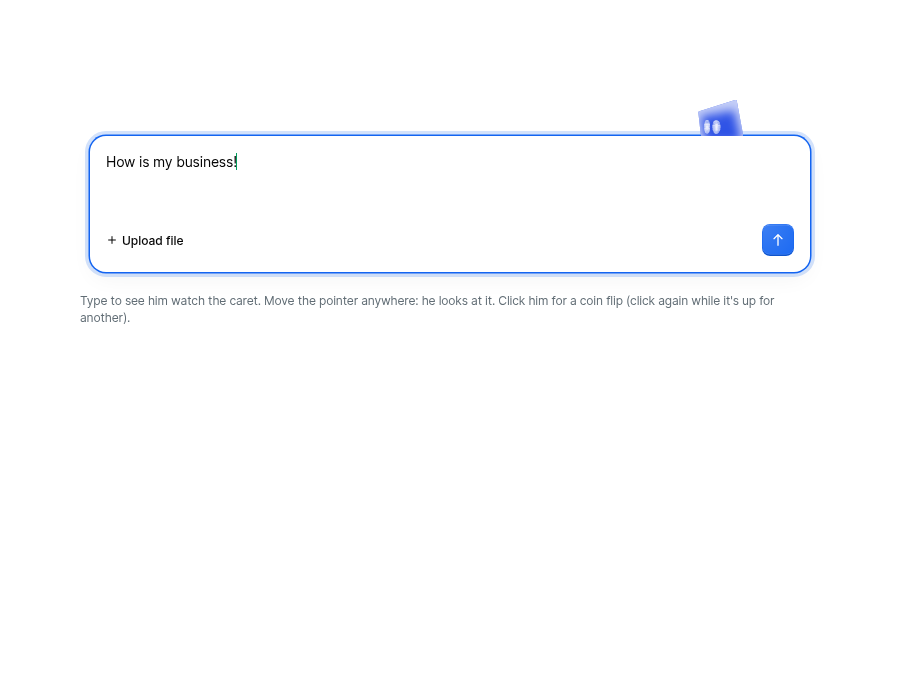 How is my business!
+ Upload file
Type to see him watch the caret. Move the pointer anywhere: he looks at it. Click him for a coin flip (click again while it's up for
another).